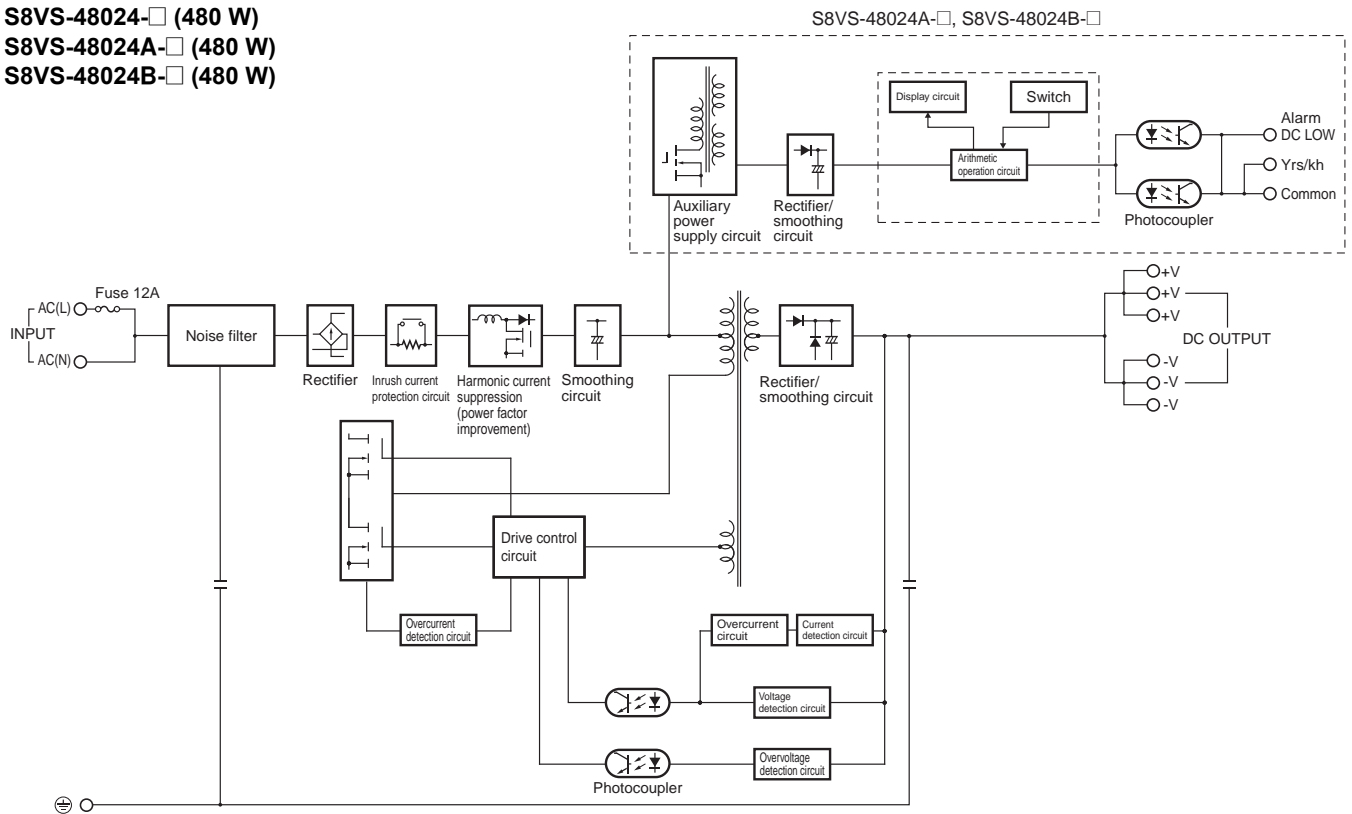 S8VS-48024-□ (480 W)
S8VS-48024A-□ (480 W)
S8VS-48024B-□ (480 W)
S8VS-48024A-□, S8VS-48024B-□
Display circuit
Switch
Arithmetic
operation circuit
Alarm
DC LOW
Yrs/kh
Common
Photocoupler
Auxiliary
power
supply circuit
Rectifier/
smoothing
circuit
INPUT
AC(L)
Fuse 12A
AC(N)
Noise filter
Rectifier
Inrush current
protection circuit
Harmonic current
suppression
(power factor
improvement)
Smoothing
circuit
Rectifier/
smoothing circuit
+V
+V
+V
DC OUTPUT
-V
-V
-V
Drive control
circuit
Overcurrent
detection circuit
Overcurrent
circuit
Current
detection circuit
Voltage
detection circuit
Overvoltage
detection circuit
Photocoupler